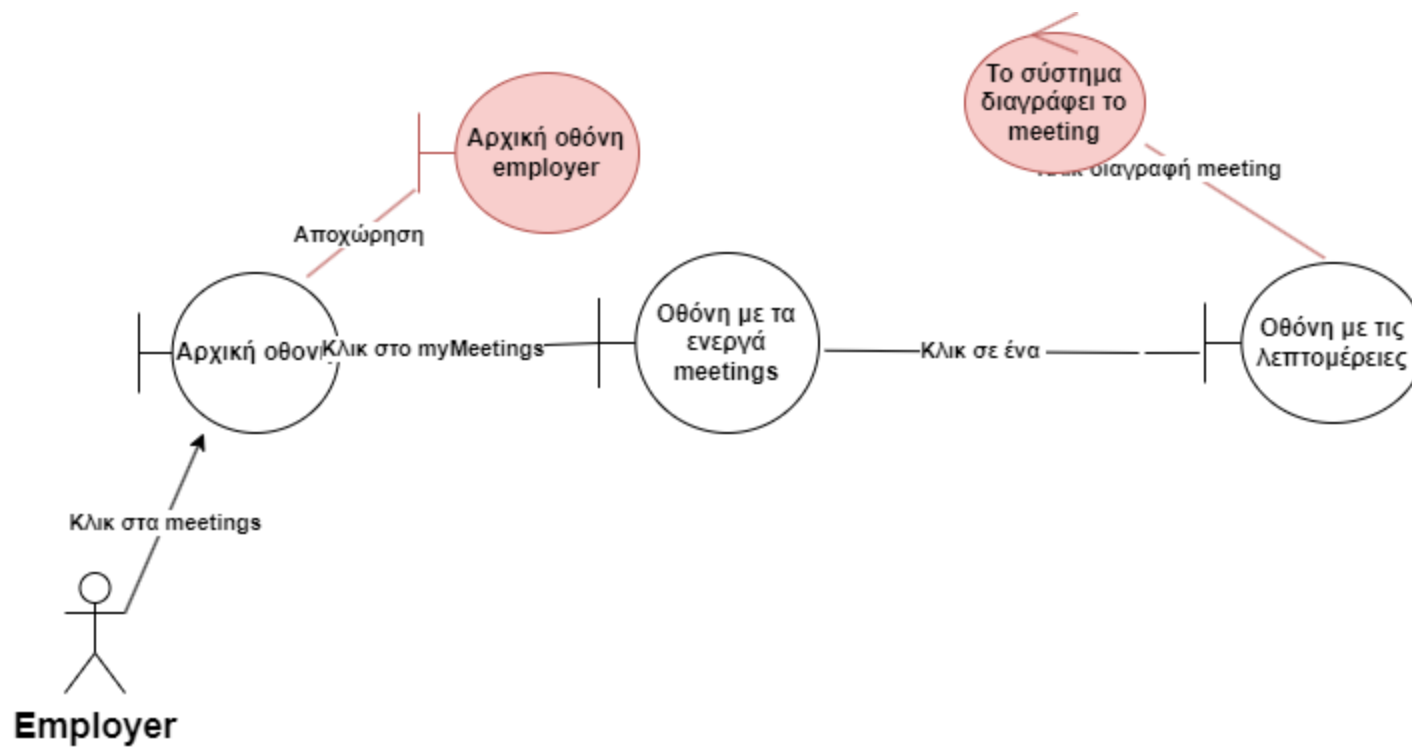 Το σύστημα
διαγράφει το
meeting
Αρχική οθόνη
employer
διαγραφή meeting
Αποχώρηση
Οθόνη με τα
ενεργά
meetings
Οθόνη με τις
λεπτομέρειες
Αρχική
Κλικ στο myMeetings
Κλικ σε ένα
Κλικ στα meetings
Employer